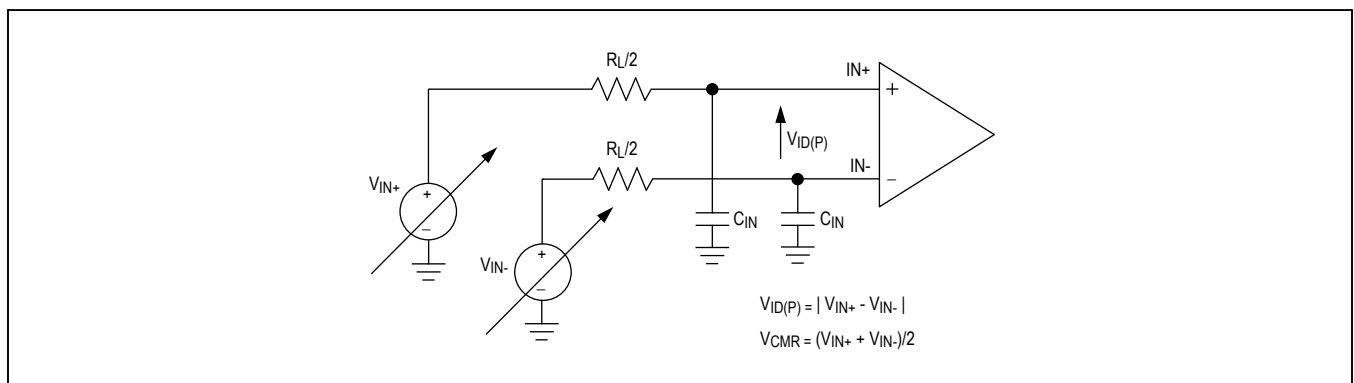 RL/2
IN+
+
VID(P)
RL/2
IN-
−
VIN+
+
−
CIN
CIN
VIN-
+
−
VID(P) = | VIN+ - VIN- |
VCMR = (VIN+ + VIN-)/2